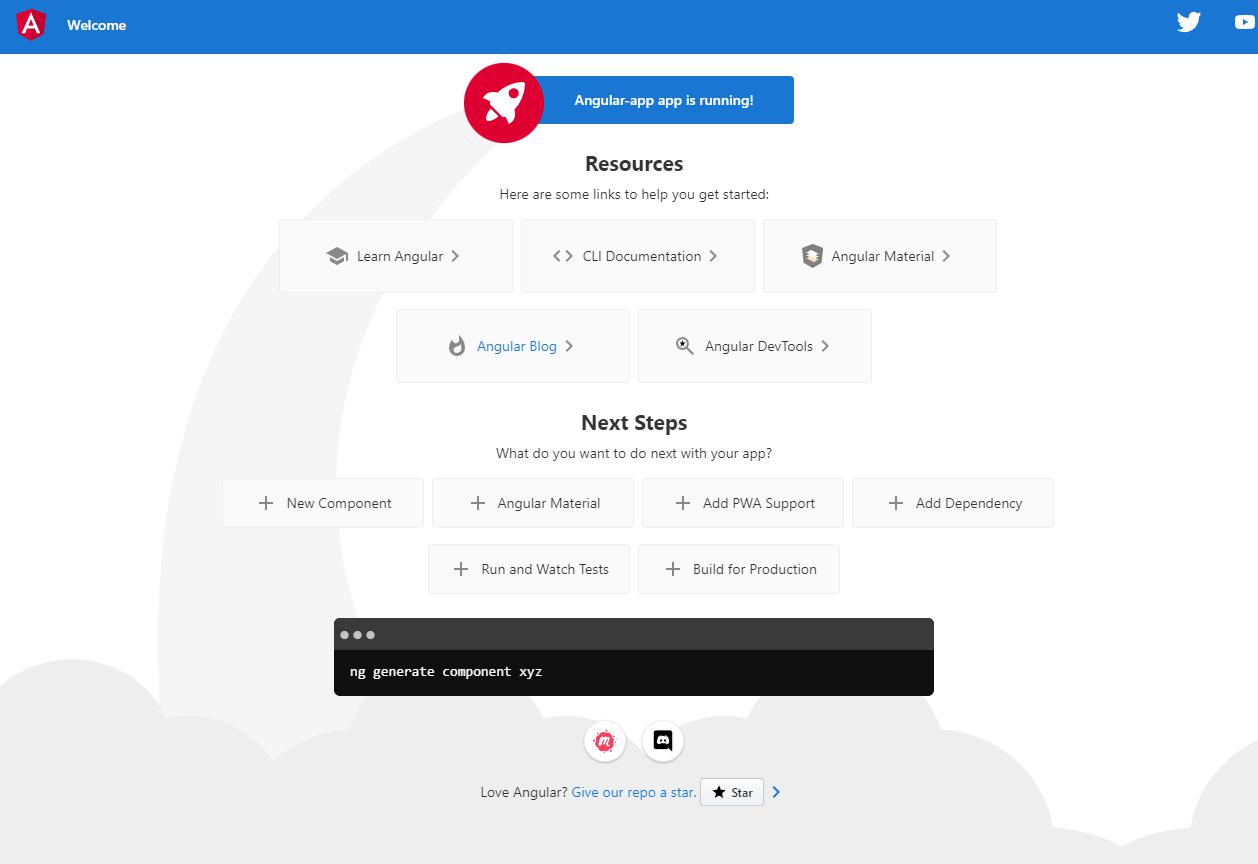 Welcome
Angular-app app is running!
Resources
Here are some links to help you get started:
Learn Angular
CLI Documentation
Angular Material
Angular Blog
Angular DevTools
Next Steps
What do you want to do next with your app?
New Component
Angular Material
Add PWA Support
Add Dependency
Run and Watch Tests
Build for Production
ng generate component xyz
Love Angular? Give our repo a star. Star